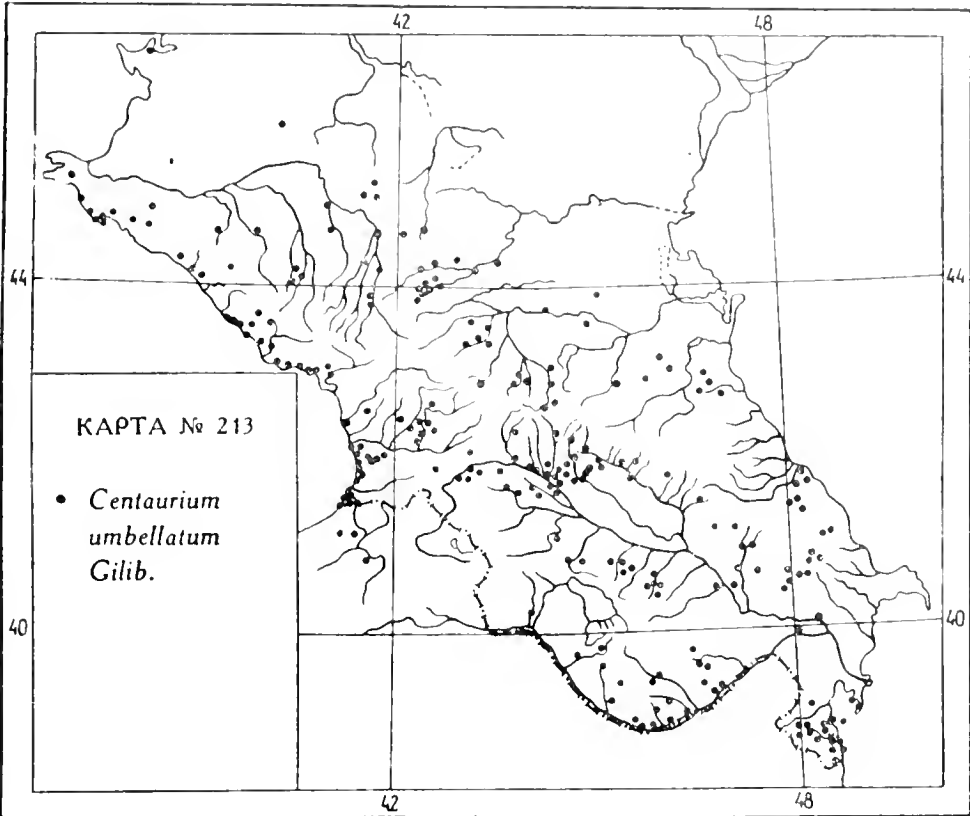 42 48
44 44
КАРТА № 213
• Centaurium
umbellatum
Gilib.
40 40
42 48